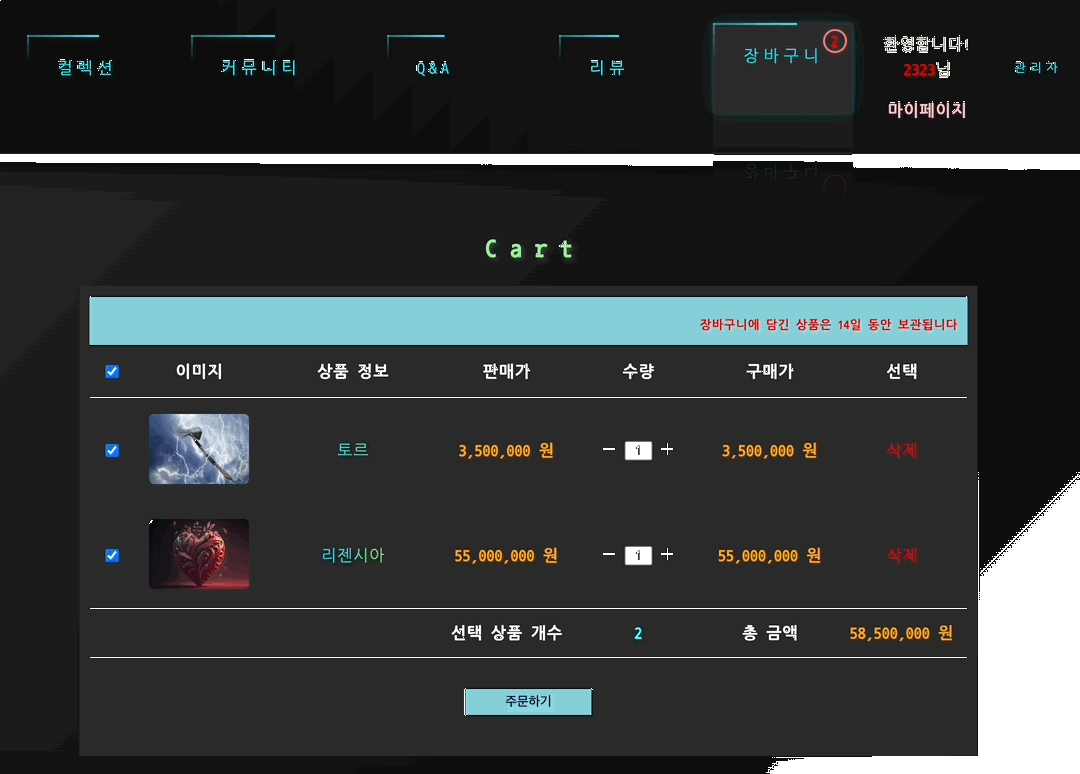 컬렉션
커뮤니티
Q&A
리뷰
장바구니
2
환영합니다!
2323님
마이페이지
관리자
Cart
장바구니에 담긴 상품은 14일 동안 보관됩니다
이미지 상품 정보 판매가 수량 구매가 선택
토르 3,500,000 원 1 3,500,000 원 삭제
리젠시아 55,000,000 원 1 55,000,000 원 삭제
선택 상품 개수 2 총 금액 58,500,000 원
주문하기